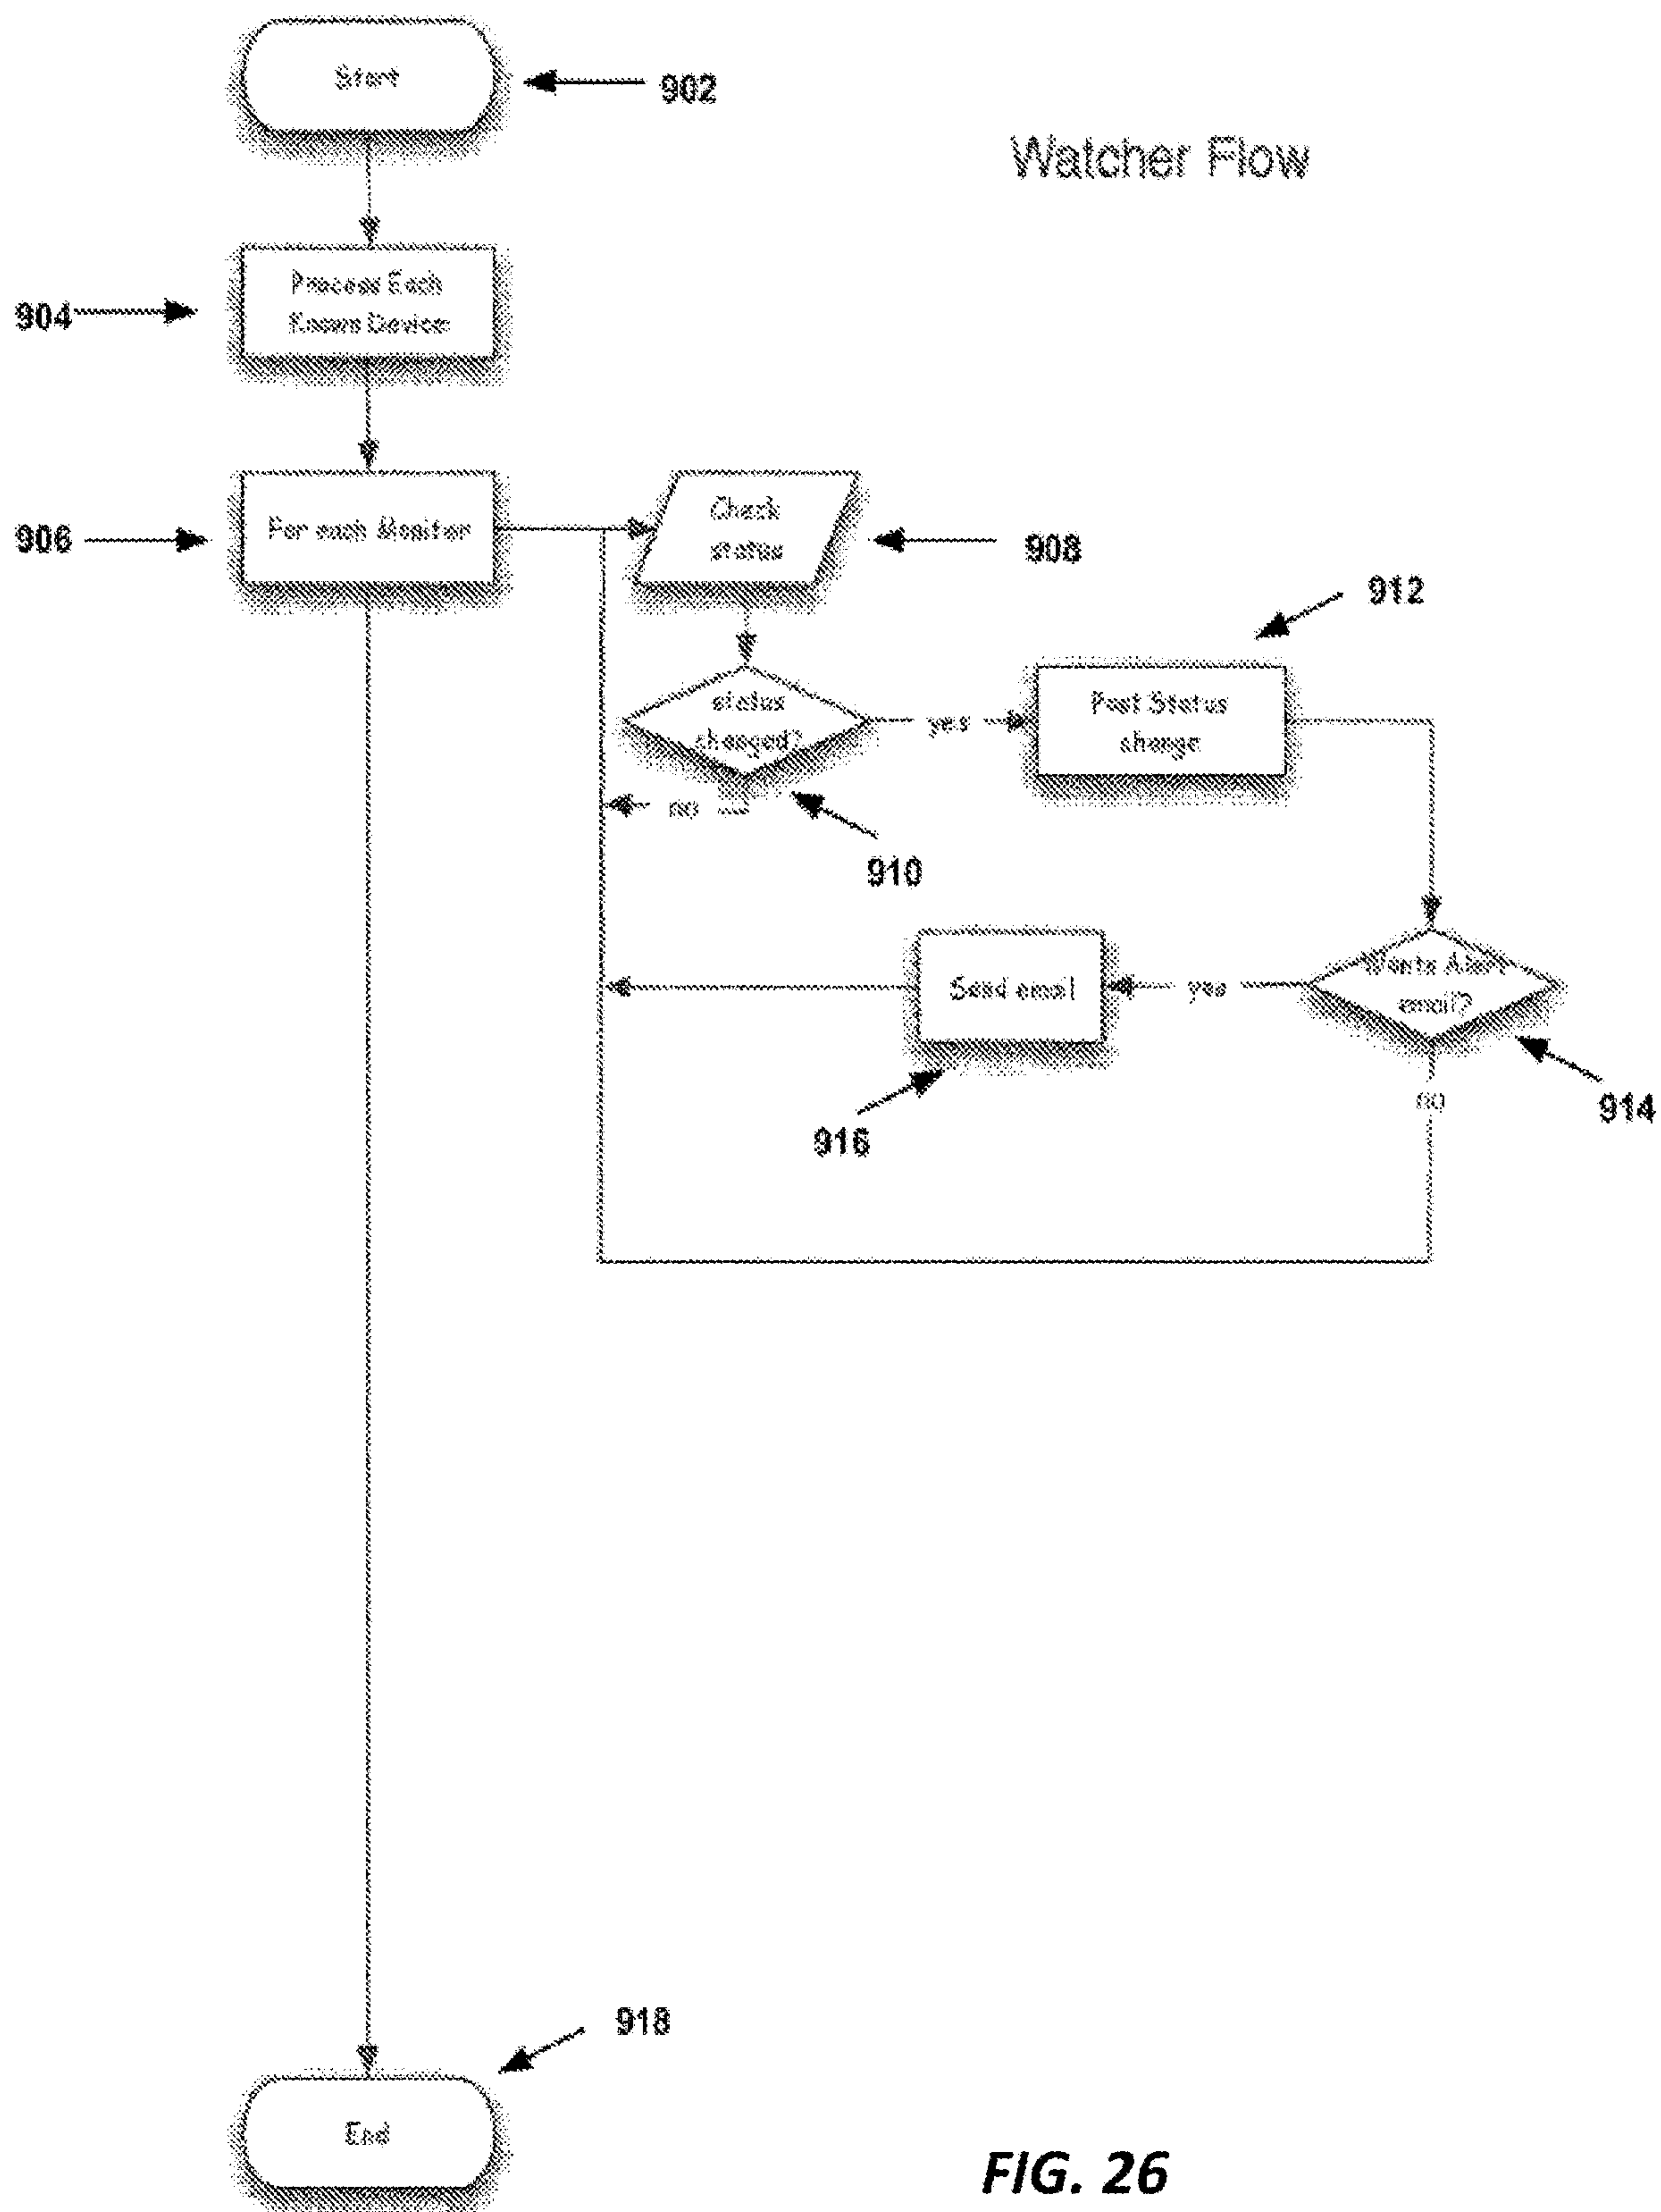 Start
902
Watcher Flow
Process Each
Known Device
904
For each Monitor
906
Check
status
908
912
status
changed?
yes
Post Status
change
no
910
Send email
yes
Wants Alert
email?
916
no
914
918
End
FIG. 26